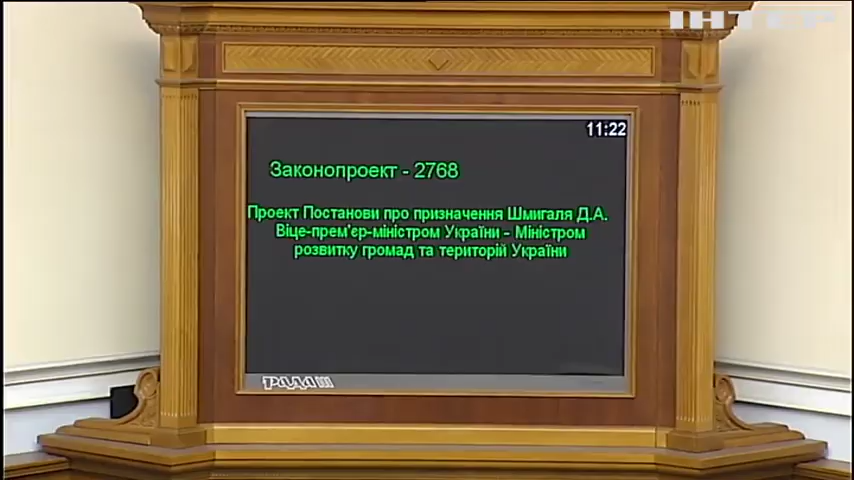 ІНТЕР
11:22
Законопроект - 2768
Проект Постанови про призначення Шмигаля Д.А.
Віце-прем'єр-міністром України - Міністром
розвитку громад та територій України
РАДА